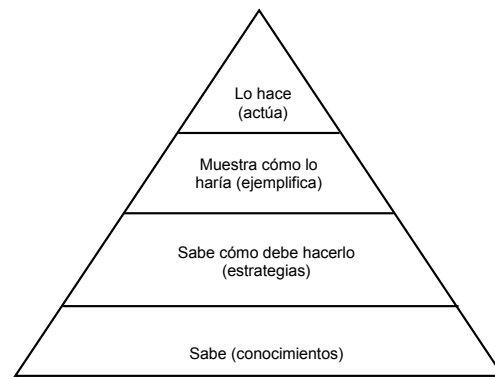 Lo hace
(actúa)
Muestra cómo lo
haría (ejemplifica)
Sabe cómo debe hacerlo
(estrategias)
Sabe (conocimientos)